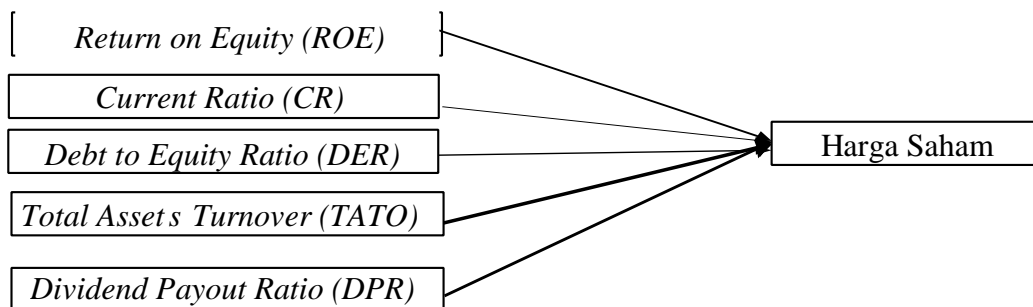 Return on Equity (ROE)
Current Ratio (CR)
Debt to Equity Ratio (DER)
Harga Saham
Total Assets Turnover (TATO)
Dividend Payout Ratio (DPR)